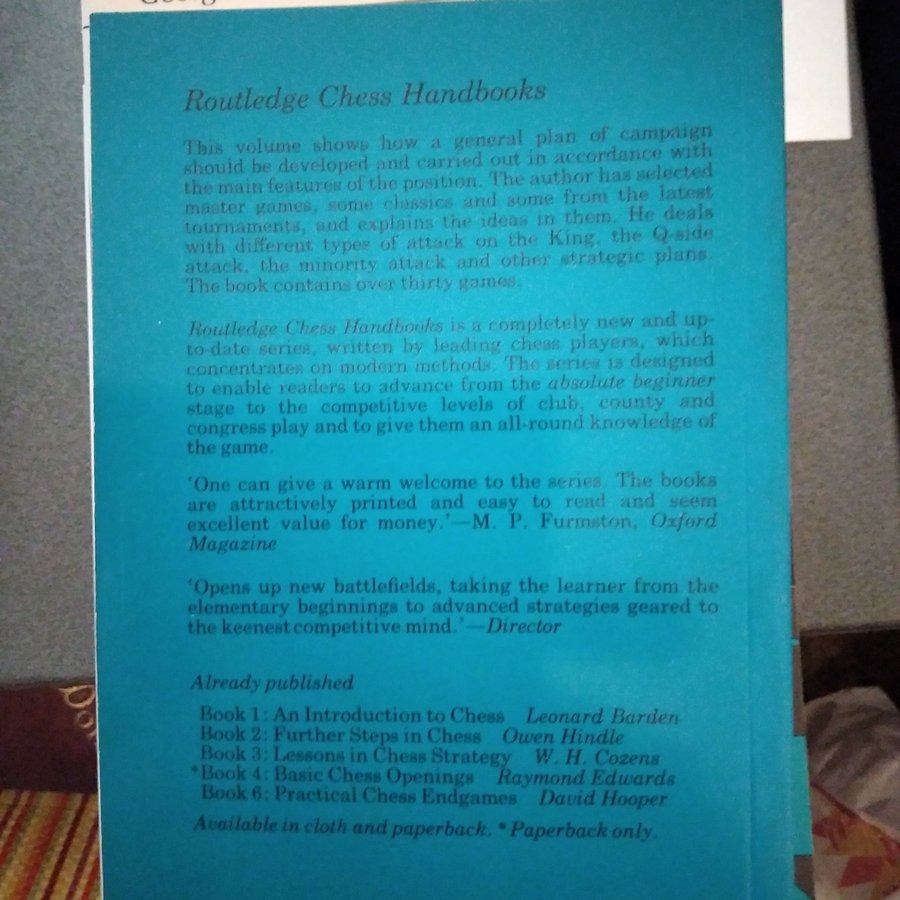 Routledge Chess Handbooks
This volume shows how a general plan of campaign
should be developed and carried out in accordance with
the main features of the position. The author has selected
master games, some classics and some from the latest
tournaments, and explains the ideas in them. He deals
with different types of attack on the King, the Q-side
attack, the minority attack and other strategic plans.
The book contains over thirty games.
Routledge Chess Handbooks is a completely new and up-
to-date series, written by leading chess players, which
concentrates on modern methods. The series is designed
to enable readers to advance from the absolute beginner
stage to the competitive levels of club, county and
congress play and to give them an all-round knowledge of
the game.
‘One can give a warm welcome to the series. The books
are attractively printed and easy to read and seem
excellent value for money.’—M. P. Furmston, Oxford
Magazine
‘Opens up new battlefields, taking the learner from the
elementary beginnings to advanced strategies geared to
the keenest competitive mind.’—Director
Already published
Book 1: An Introduction to Chess Leonard Barden
Book 2: Further Steps in Chess Owen Hindle
Book 3: Lessons in Chess Strategy W. H. Cozens
*Book 4: Basic Chess Openings Raymond Edwards
Book 6: Practical Chess Endgames David Hooper
Available in cloth and paperback. * Paperback only.